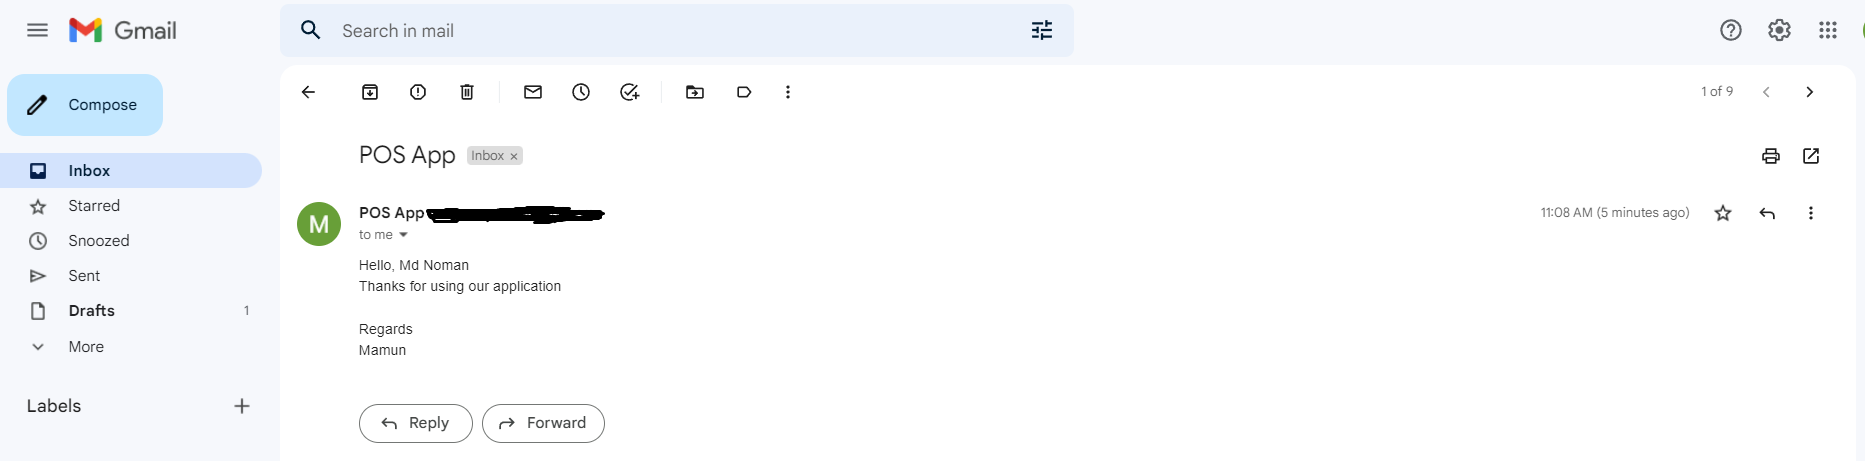 Gmail
Search in mail
Compose
1 of 9
Inbox
Starred
Snoozed
Sent
Drafts 1
More
Labels
POS App Inbox ×
M POS App 11:08 AM (5 minutes ago)
to me
Hello, Md Noman
Thanks for using our application
Regards
Mamun
Reply Forward